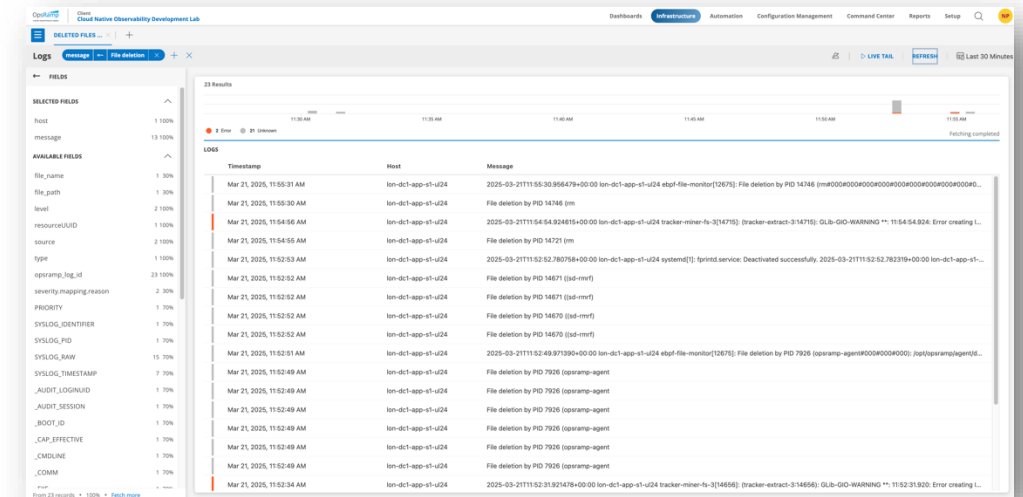 OpsRamp
Client
Cloud Native Observability Development Lab
Dashboards Infrastructure Automation Configuration Management Command Center Reports Setup NP
DELETED FILES ... × +
Logs message ← File deletion × + ×
LIVE TAIL REFRESH Last 30 Minutes
← FIELDS
SELECTED FIELDS
host 1 100%
message 13 100%
AVAILABLE FIELDS
file_name 1 30%
file_path 1 30%
level 2 100%
resourceUUID 1 100%
source 2 100%
type 1 100%
opsramp_log_id 23 100%
severity.mapping.reason 2 30%
PRIORITY 1 70%
SYSLOG_IDENTIFIER 1 70%
SYSLOG_PID 1 70%
SYSLOG_RAW 15 70%
SYSLOG_TIMESTAMP 7 70%
_AUDIT_LOGINUID 1 70%
_AUDIT_SESSION 1 70%
_BOOT_ID 1 70%
_CAP_EFFECTIVE 1 70%
_CMDLINE 1 70%
_COMM 1 70%
From 23 records • 100% • Fetch more
23 Results
11:30 AM 11:35 AM 11:40 AM 11:45 AM 11:50 AM 11:55 AM
2 Error 21 Unknown
Fetching completed
LOGS
Timestamp Host Message
Mar 21, 2025, 11:55:31 AM lon-dc1-app-s1-ul24 2025-03-21T11:55:30.956479+00:00 lon-dc1-app-s1-ul24 ebpf-file-monitor[12675]: File deletion by PID 14746 (rm#000#000#000#000#000#000#000#000#000#000#000#0...
Mar 21, 2025, 11:55:30 AM lon-dc1-app-s1-ul24 File deletion by PID 14746 (rm
Mar 21, 2025, 11:54:56 AM lon-dc1-app-s1-ul24 2025-03-21T11:54:54.924615+00:00 lon-dc1-app-s1-ul24 tracker-miner-fs-3[14715]: (tracker-extract-3:14715): GLib-GIO-WARNING **: 11:54:54.924: Error creating I...
Mar 21, 2025, 11:54:55 AM lon-dc1-app-s1-ul24 File deletion by PID 14721 (rm
Mar 21, 2025, 11:52:53 AM lon-dc1-app-s1-ul24 2025-03-21T11:52:52.780758+00:00 lon-dc1-app-s1-ul24 systemd[1]: fprintd.service: Deactivated successfully. 2025-03-21T11:52:52.782319+00:00 lon-dc1-app-s1-...
Mar 21, 2025, 11:52:52 AM lon-dc1-app-s1-ul24 File deletion by PID 14671 ((sd-rmrf)
Mar 21, 2025, 11:52:52 AM lon-dc1-app-s1-ul24 File deletion by PID 14671 ((sd-rmrf)
Mar 21, 2025, 11:52:52 AM lon-dc1-app-s1-ul24 File deletion by PID 14670 ((sd-rmrf)
Mar 21, 2025, 11:52:52 AM lon-dc1-app-s1-ul24 File deletion by PID 14670 ((sd-rmrf)
Mar 21, 2025, 11:52:51 AM lon-dc1-app-s1-ul24 2025-03-21T11:52:49.971390+00:00 lon-dc1-app-s1-ul24 ebpf-file-monitor[12675]: File deletion by PID 7926 (opsramp-agent#000#000#000): /opt/opsramp/agent/d...
Mar 21, 2025, 11:52:49 AM lon-dc1-app-s1-ul24 File deletion by PID 7926 (opsramp-agent
Mar 21, 2025, 11:52:49 AM lon-dc1-app-s1-ul24 File deletion by PID 7926 (opsramp-agent
Mar 21, 2025, 11:52:49 AM lon-dc1-app-s1-ul24 File deletion by PID 7926 (opsramp-agent
Mar 21, 2025, 11:52:49 AM lon-dc1-app-s1-ul24 File deletion by PID 7926 (opsramp-agent
Mar 21, 2025, 11:52:49 AM lon-dc1-app-s1-ul24 File deletion by PID 7926 (opsramp-agent
Mar 21, 2025, 11:52:49 AM lon-dc1-app-s1-ul24 File deletion by PID 7926 (opsramp-agent
Mar 21, 2025, 11:52:34 AM lon-dc1-app-s1-ul24 2025-03-21T11:52:31.921478+00:00 lon-dc1-app-s1-ul24 tracker-miner-fs-3[14656]: (tracker-extract-3:14656): GLib-GIO-WARNING **: 11:52:31.920: Error creating I...